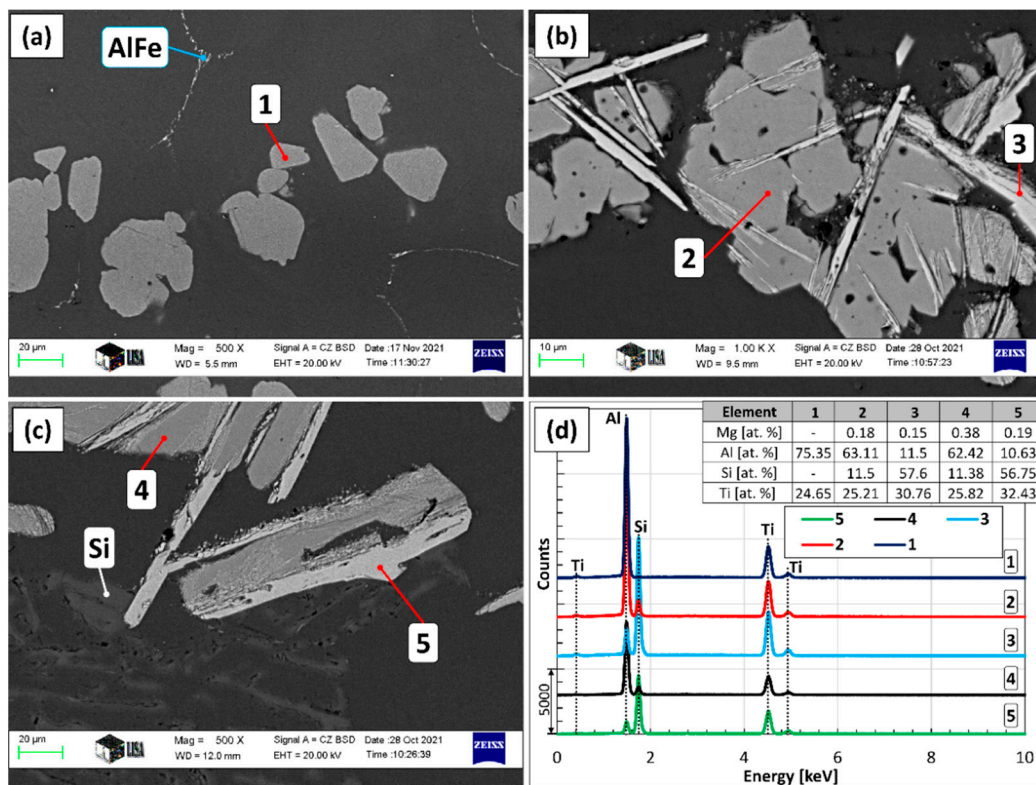 (a)
AlFe
1
20 µm
LISA
Mag = 500 X
WD = 5.5 mm
Signal A = CZ BSD
EHT = 20.00 kV
Date :17 Nov 2021
Time :11:30:27
ZEISS
(b)
2
3
10 µm
LISA
Mag = 1.00 K X
WD = 9.5 mm
Signal A = CZ BSD
EHT = 20.00 kV
Date :28 Oct 2021
Time :10:57:23
ZEISS
(c)
4
Si
5
20 µm
LISA
Mag = 500 X
WD = 12.0 mm
Signal A = CZ BSD
EHT = 20.00 kV
Date :28 Oct 2021
Time :10:26:39
ZEISS
(d)
Element 1 2 3 4 5
Mg [at. %] - 0.18 0.15 0.38 0.19
Al [at. %] 75.35 63.11 11.5 62.42 10.63
Si [at. %] - 11.5 57.6 11.38 56.75
Ti [at. %] 24.65 25.21 30.76 25.82 32.43
5 4 3
2 1
Al
Si
Ti
Ti
Ti
1
2
3
4
5
Counts
5000
0 2 4 6 8 10
Energy [keV]